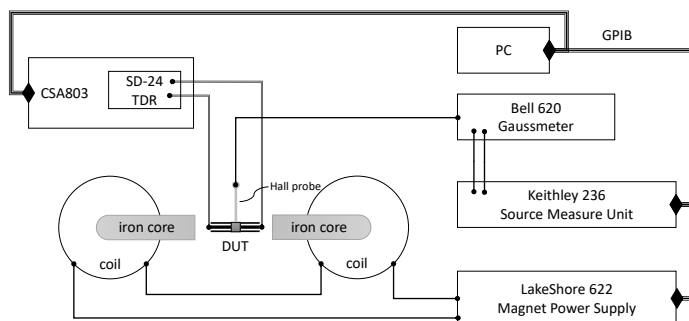 GPIB
PC
SD-24
TDR
CSA803
Bell 620
Gaussmeter
Hall probe
Keithley 236
Source Measure Unit
iron core
iron core
DUT
coil
coil
LakeShore 622
Magnet Power Supply